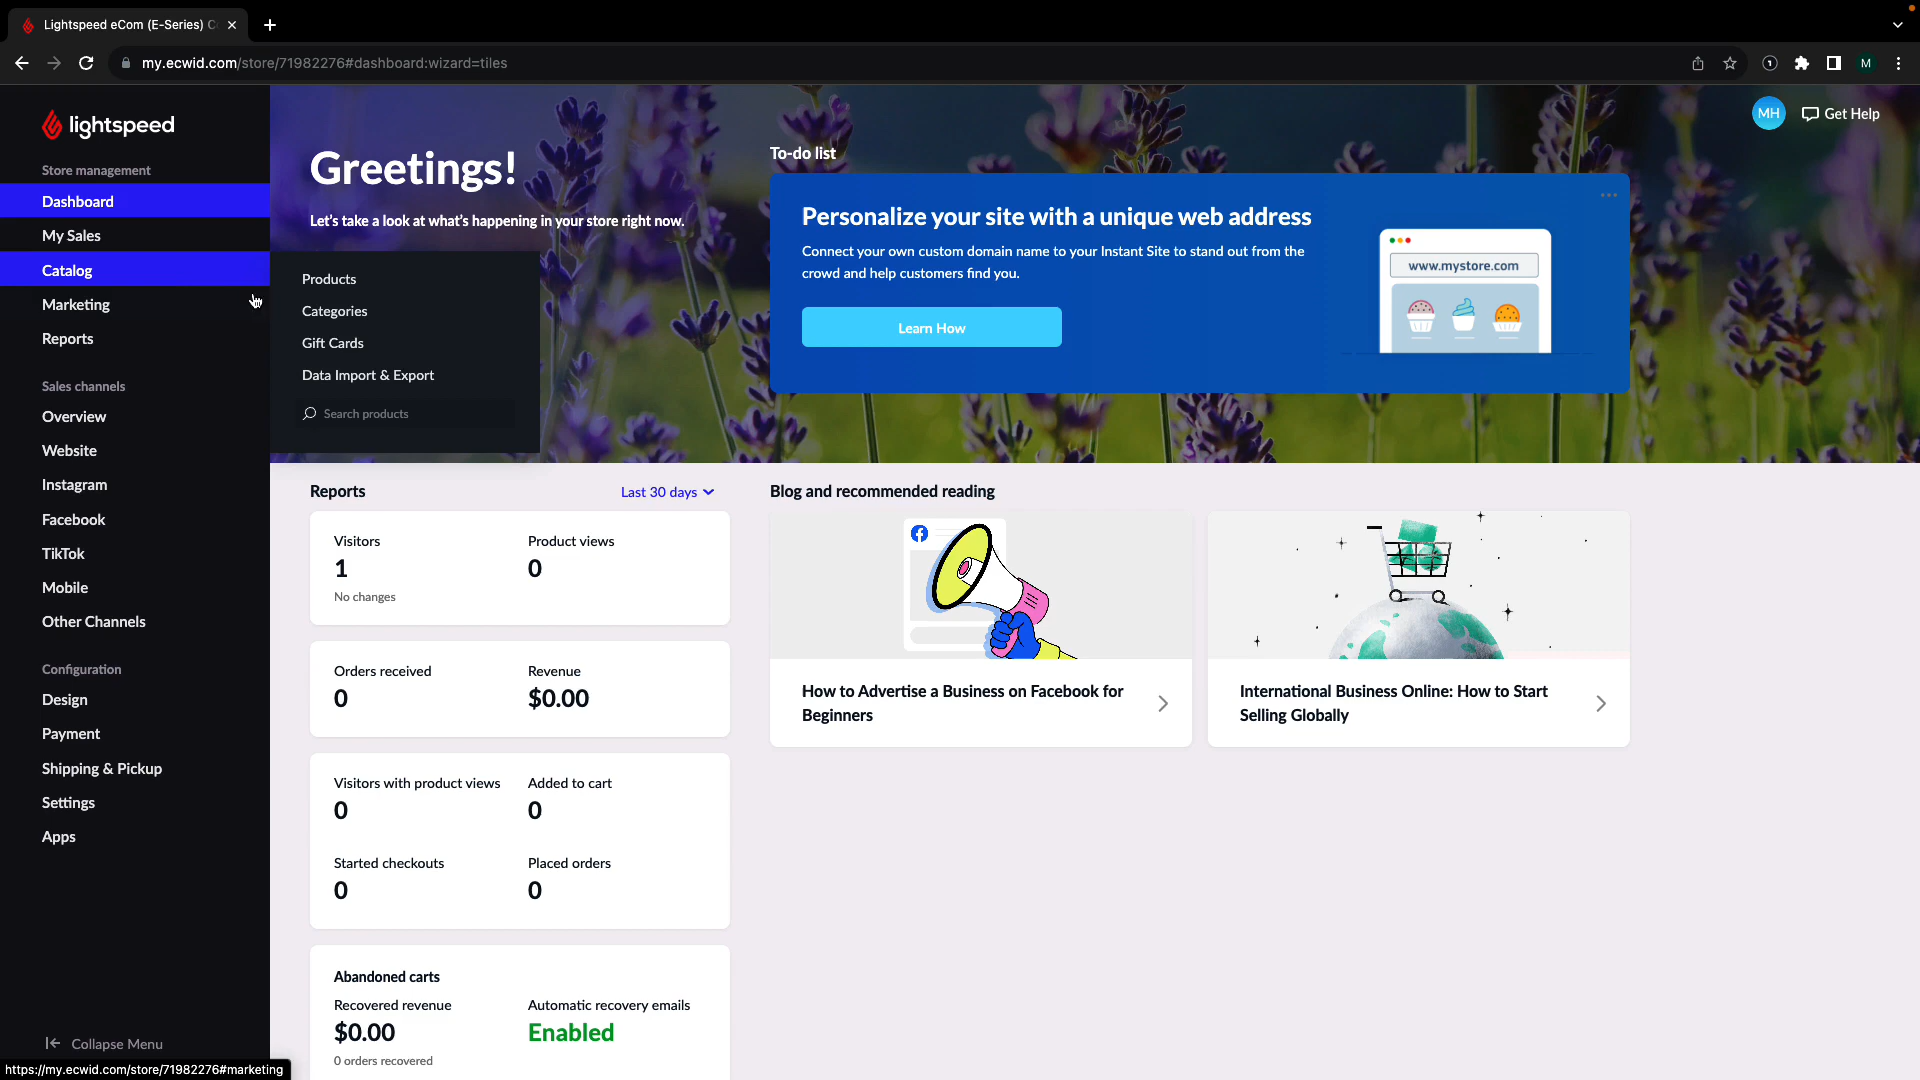 Lightspeed eCom (E-Series) C
my.ecwid.com/store/71982276#dashboard:wizard=tiles
M
lightspeed
Store management
Dashboard
My Sales
Catalog
Marketing
Reports
Sales channels
Overview
Website
Instagram
Facebook
TikTok
Mobile
Other Channels
Configuration
Design
Payment
Shipping & Pickup
Settings
Apps
Collapse Menu
https://my.ecwid.com/store/71982276#marketing
Greetings!
Let's take a look at what's happening in your store right now.
Products
Categories
Gift Cards
Data Import & Export
Search products
MH
Get Help
To-do list
Personalize your site with a unique web address
Connect your own custom domain name to your Instant Site to stand out from the
crowd and help customers find you.
Learn How
www.mystore.com
Reports
Last 30 days
Visitors
1
No changes
Product views
0
Orders received
0
Revenue
$0.00
Visitors with product views
0
Added to cart
0
Started checkouts
0
Placed orders
0
Abandoned carts
Recovered revenue
$0.00
0 orders recovered
Automatic recovery emails
Enabled
Blog and recommended reading
How to Advertise a Business on Facebook for
Beginners
International Business Online: How to Start
Selling Globally